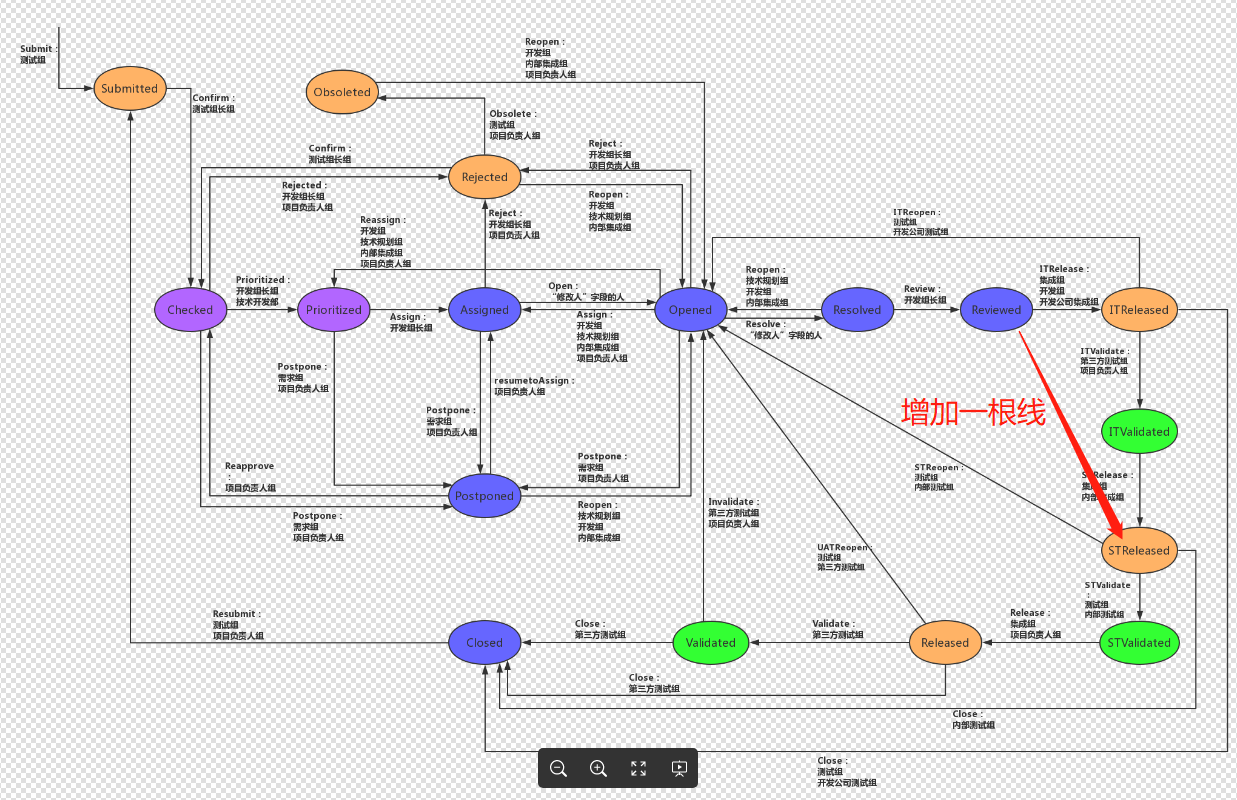 Submit：
测试组
Submitted
Confirm：
测试组长组
Obsoleted
Reopen：
开发组
内部集成组
项目负责人组
Obsolete：
测试组
项目负责人组
Confirm：
测试组长组
Rejected
Reject：
开发组长组
项目负责人组
Rejected：
开发组长组
项目负责人组
Reopen：
开发组
技术规划组
内部集成组
Reassign：
开发组
技术规划组
内部集成组
项目负责人组
Reject：
开发组长组
项目负责人组
ITReopen：
测试组
开发公司测试组
Checked
Prioritized：
开发组长组
技术开发部
Prioritized
Assign：
开发组长组
Assigned
Open：
“修改人”字段的人
Assign：
开发组
技术规划组
内部集成组
项目负责人组
Opened
Reopen：
技术规划组
开发组
内部集成组
Resolve：
“修改人”字段的人
Resolved
Review：
开发组长组
Reviewed
ITRelease：
集成组
开发组
开发公司集成组
ITReleased
ITValidate：
第三方测试组
项目负责人组
Postpone：
需求组
项目负责人组
resumetoAssign：
项目负责人组
Postpone：
需求组
项目负责人组
增加一根线
ITValidated
Reapprove
：
项目负责人组
Postponed
Postpone：
需求组
项目负责人组
STReopen：
测试组
内部测试组
STRelease：
集成组
内部集成组
Postpone：
需求组
项目负责人组
Reopen：
技术规划组
开发组
内部集成组
Invalidate：
第三方测试组
项目负责人组
UATReopen：
测试组
第三方测试组
STReleased
STValidate
：
测试组
内部测试组
Resubmit：
测试组
项目负责人组
Closed
Close：
第三方测试组
Validated
Validate：
第三方测试组
Released
Release：
集成组
项目负责人组
STValidated
Close：
第三方测试组
Close：
内部测试组
Close：
测试组
开发公司测试组